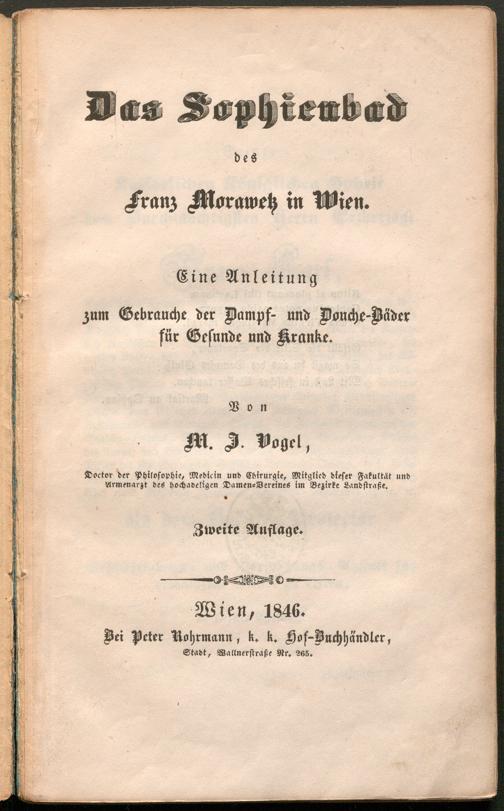 Das Sophienbad
des
Franz Morawetz in Wien.
Eine Anleitung
zum Gebrauche der Dampf- und Douche-Bäder
für Gesunde und Kranke.
Von
M. J. Vogel,
Doctor der Philosophie, Medicin und Chirurgie, Mitglied dieser Fakultät und
Armenarzt des hochadeligen Damen-Vereines im Bezirke Landstraße.
Zweite Auflage.
Wien, 1846.
Bei Peter Rohrmann, k. k. Hof-Buchhändler,
Stadt, Wallnerstraße Nr. 265.